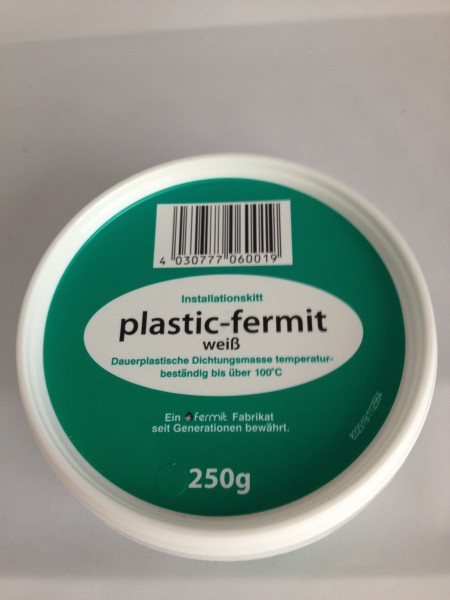 4 030777 060019
Installationskitt
plastic-fermit
weiß
Dauerplastische Dichtungsmasse temperatur-
beständig bis über 100°C
Ein fermit Fabrikat
seit Generationen bewährt.
250g